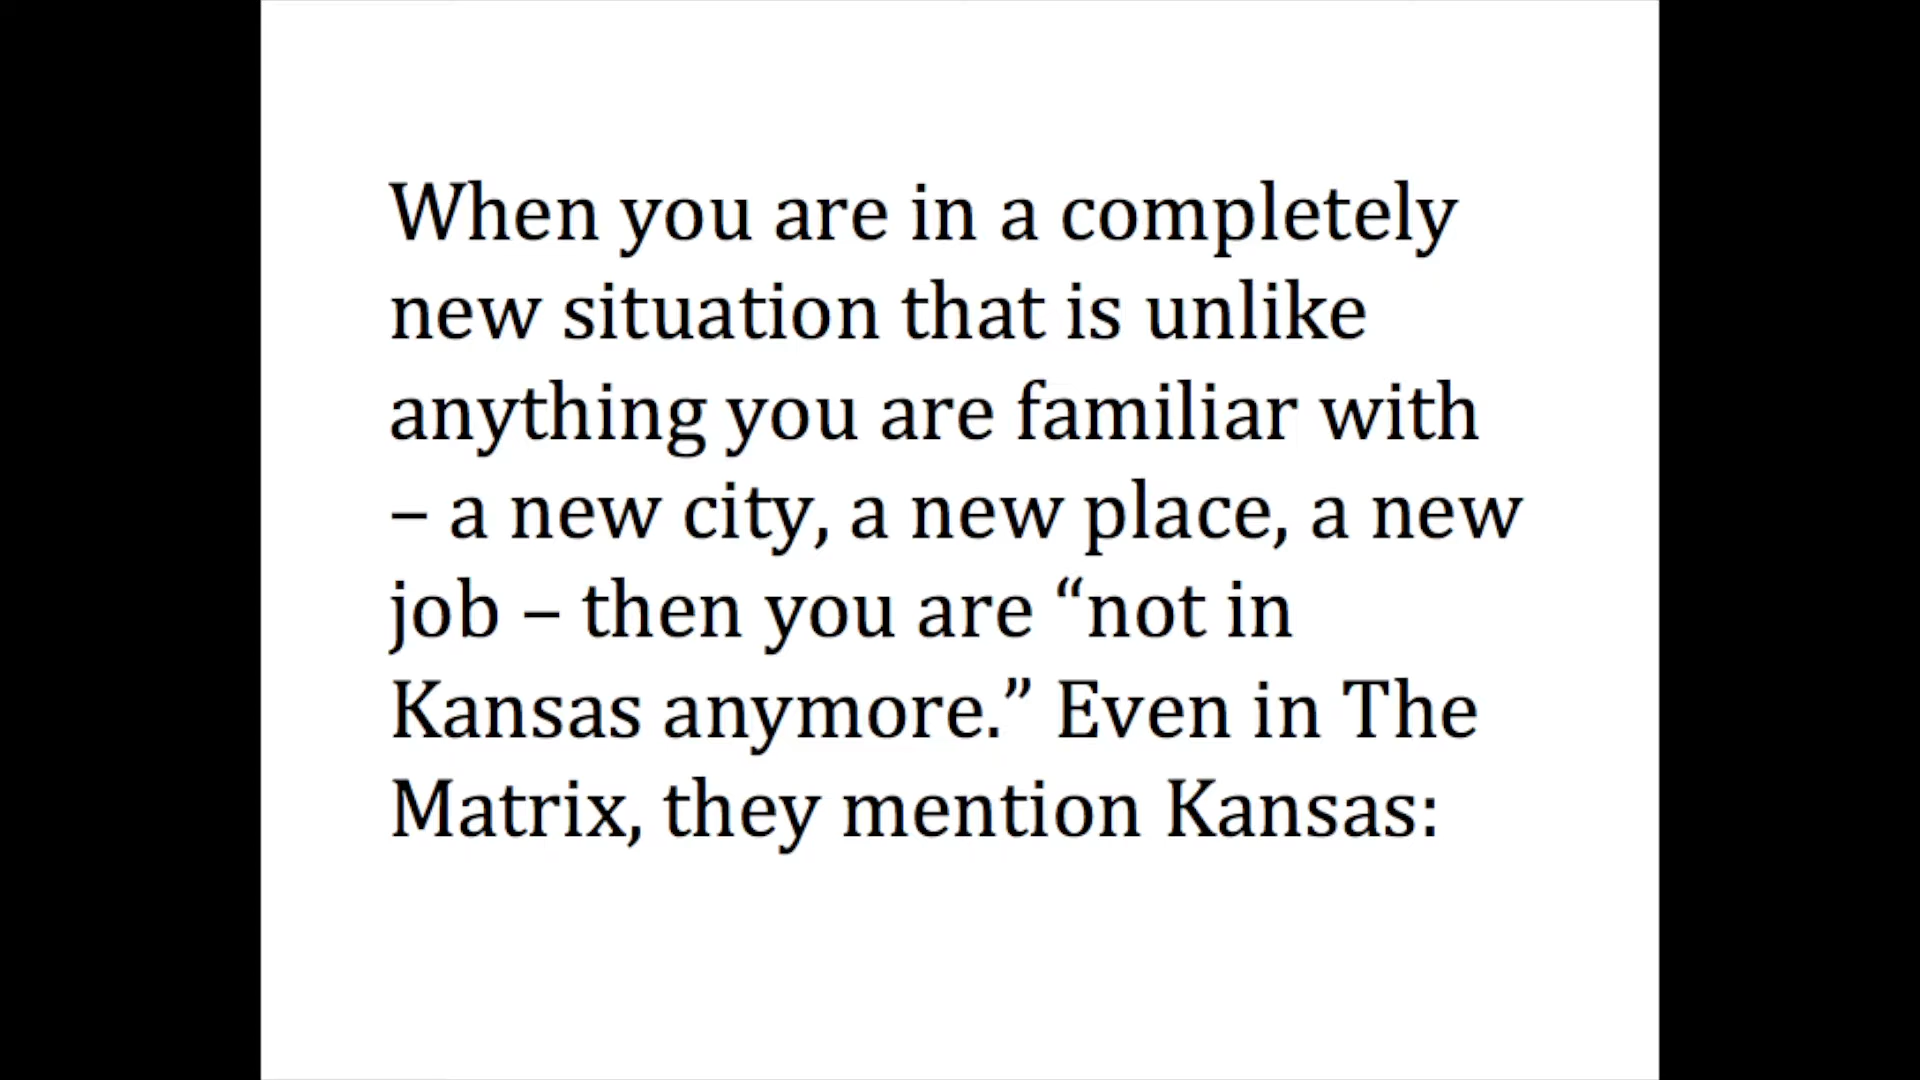 When you are in a completely
new situation that is unlike
anything you are familiar with
– a new city, a new place, a new
job – then you are “not in
Kansas anymore.” Even in The
Matrix, they mention Kansas: